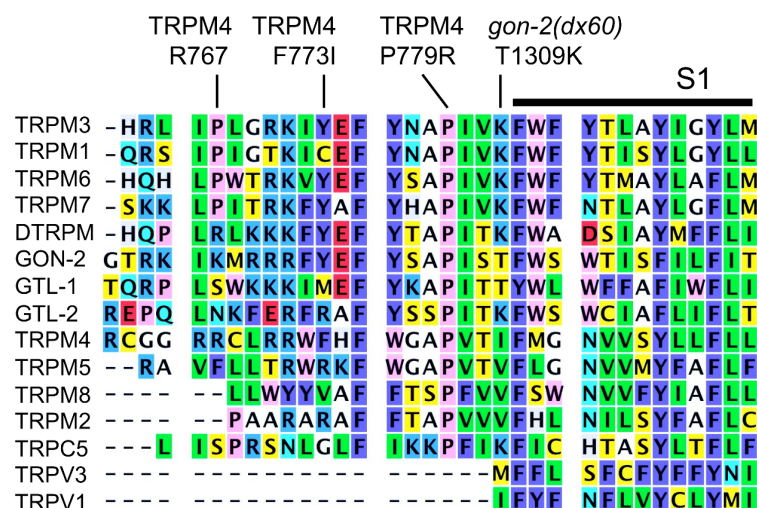 TRPM4 TRPM4 TRPM4 gon-2(dx60)
R767 F773I P779R T1309K
S1
TRPM3 -HRL IPLGRKIYEF YNAPIVKFWF YTLAYIGYLM
TRPM1 -QRS IPIGTKICEF YNAPIVKFWF YTISYLGYLL
TRPM6 -HQH LPWTRKVYEF YSAPIVKFWF YTMAYLAFLM
TRPM7 -SKK LPITRKFYAF YHAPIVKFWF NTLAYLGFLM
DTRPM -HQP LRLKKKFYEF YTAPITKFWA DSIAYMFFLI
GON-2 GTRK IKMRRRFYEF YSAPISTFWS WTISFILFIT
GTL-1 TQRP LSWKKKIMEF YKAPITTYWL WFFAFIWFLI
GTL-2 REPQ LNKFERFRAF YSSPITKFWS WCIAFLIFLT
TRPM4 RCGG RRCLRRWFHF WGAPVTIFMG NVVSYLLFLL
TRPM5 --RA VFLLTRWRKF WGAPVTVFLG NVVMYFAFLF
TRPM8 ---- --LLWYYVAF FTSPFVVFSW NVVFYIAFLL
TRPM2 ---- --PAARARAF FTAPVVVFHL NILSYFAFLC
TRPC5 ---L ISPRSNLGLF IKKPFIKFIC HTASYLTFLF
TRPV3 ---- ---------- ------MFFL SFCFYFFYNI
TRPV1 ---- ---------- ------IFYF NFLVYCLYMI